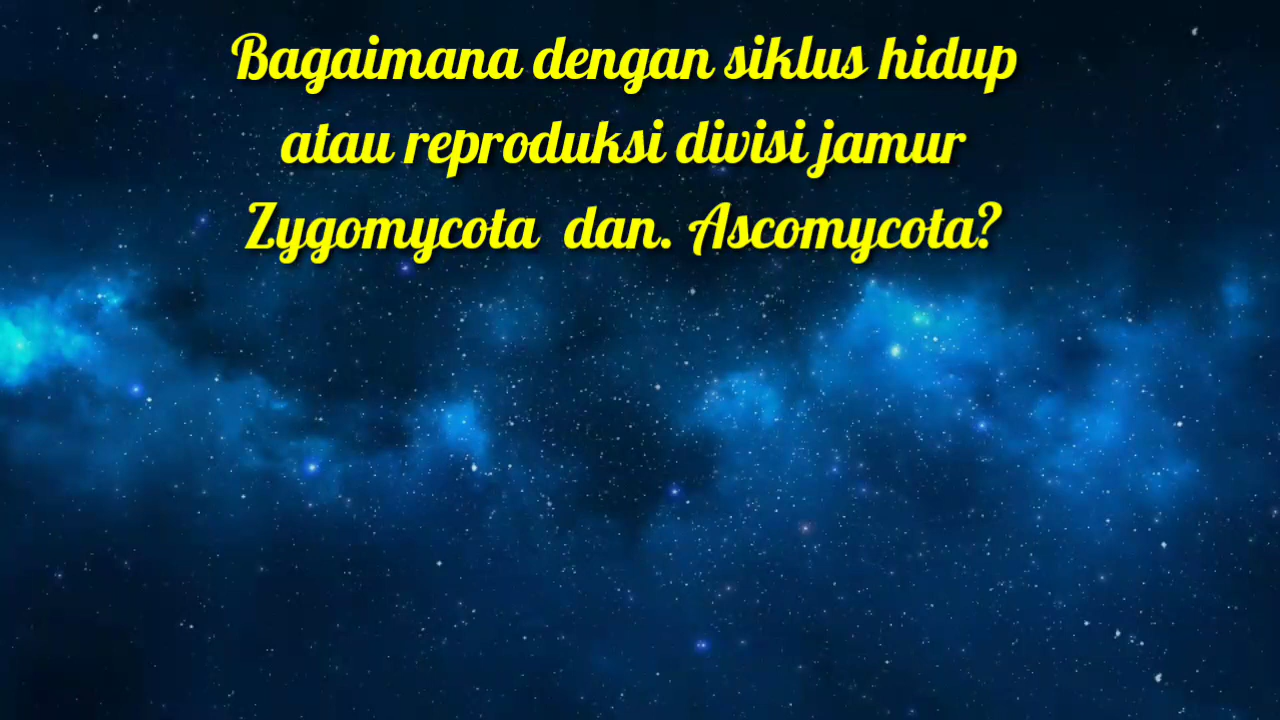 Bagaimana dengan siklus hidup
atau reproduksi divisi jamur
Zygomycota dan. Ascomycota?